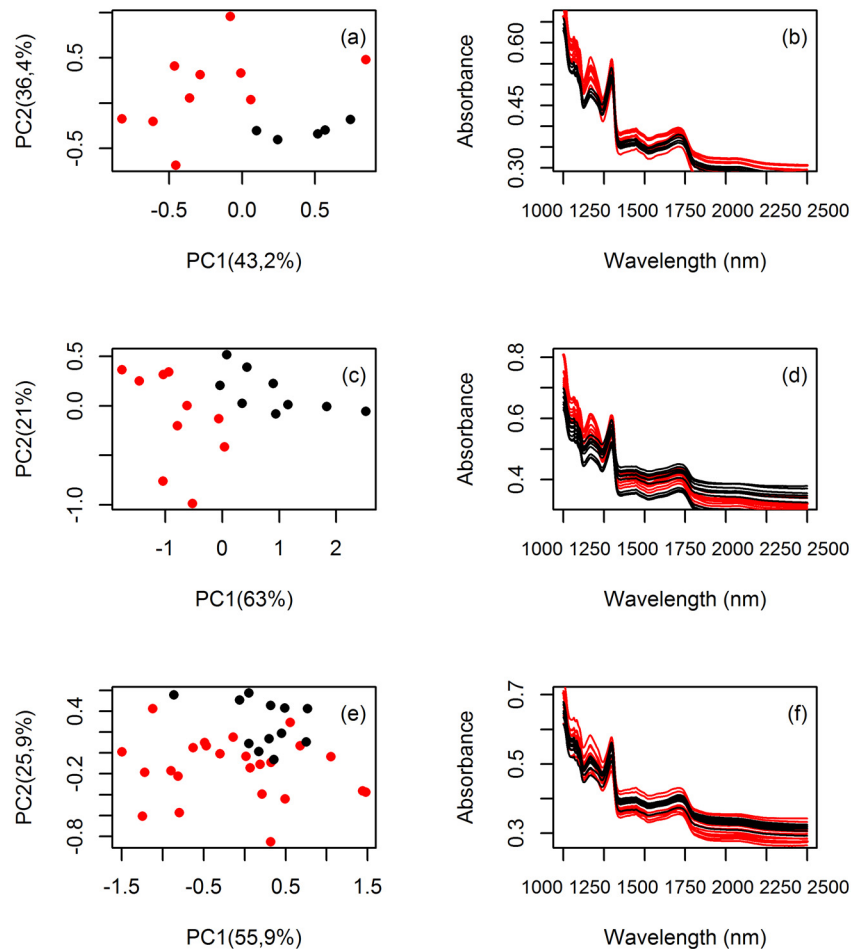 (a)
PC2(36,4%)
-0.5 0.5
-0.5 0.0 0.5
PC1(43,2%)
(b)
Absorbance
0.30 0.45 0.60
1000 1250 1500 1750 2000 2250 2500
Wavelength (nm)
(c)
PC2(21%)
-1.0 0.0 0.5
-1 0 1 2
PC1(63%)
(d)
Absorbance
0.4 0.6 0.8
1000 1250 1500 1750 2000 2250 2500
Wavelength (nm)
(e)
PC2(25,9%)
-0.8 -0.2 0.4
-1.5 -0.5 0.5 1.5
PC1(55,9%)
(f)
Absorbance
0.3 0.5 0.7
1000 1250 1500 1750 2000 2250 2500
Wavelength (nm)